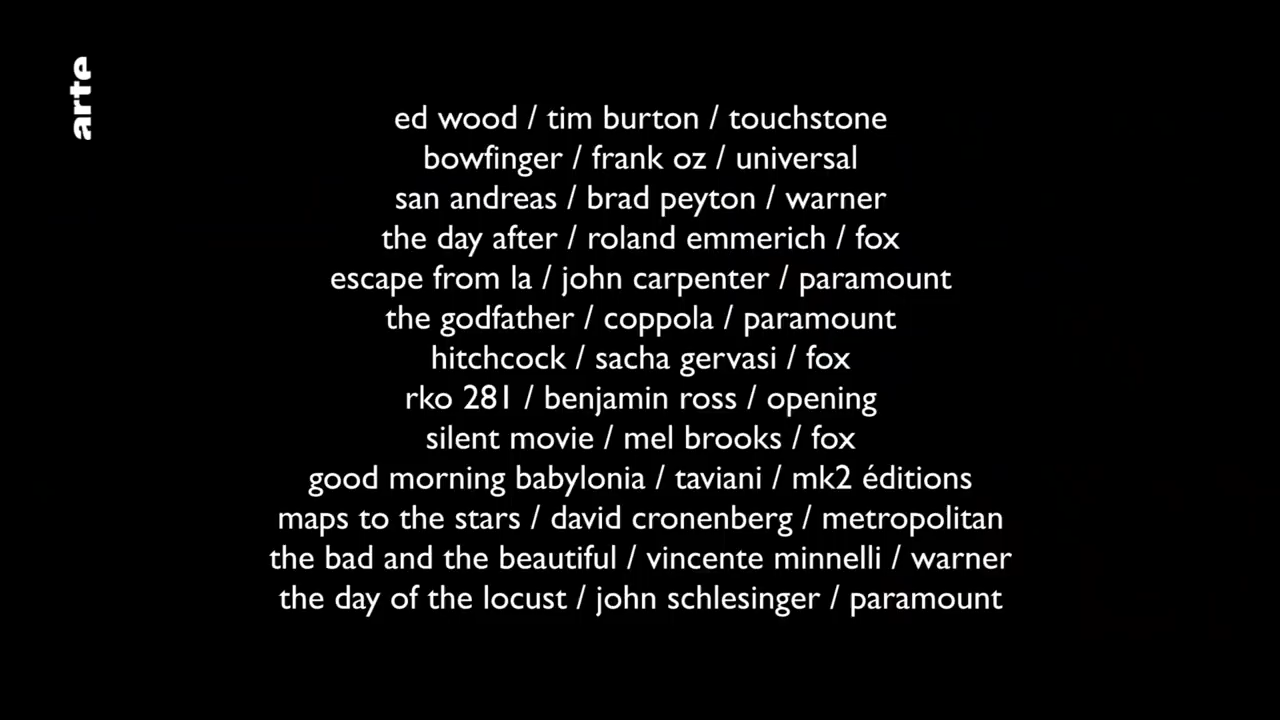 arte
ed wood / tim burton / touchstone
bowfinger / frank oz / universal
san andreas / brad peyton / warner
the day after / roland emmerich / fox
escape from la / john carpenter / paramount
the godfather / coppola / paramount
hitchcock / sacha gervasi / fox
rko 281 / benjamin ross / opening
silent movie / mel brooks / fox
good morning babylonia / taviani / mk2 éditions
maps to the stars / david cronenberg / metropolitan
the bad and the beautiful / vincente minnelli / warner
the day of the locust / john schlesinger / paramount